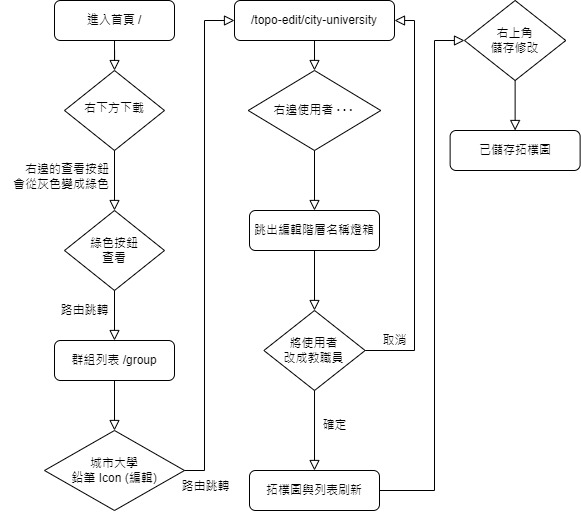 進入首頁 /
右下方下載
右邊的查看按鈕
會從灰色變成綠色
綠色按鈕
查看
路由跳轉
群組列表 /group
城市大學
鉛筆 Icon (編輯)
路由跳轉
/topo-edit/city-university
右邊使用者 · · ·
跳出編輯階層名稱燈箱
將使用者
改成教職員
取消
確定
拓樸圖與列表刷新
右上角
儲存修改
已儲存拓樸圖